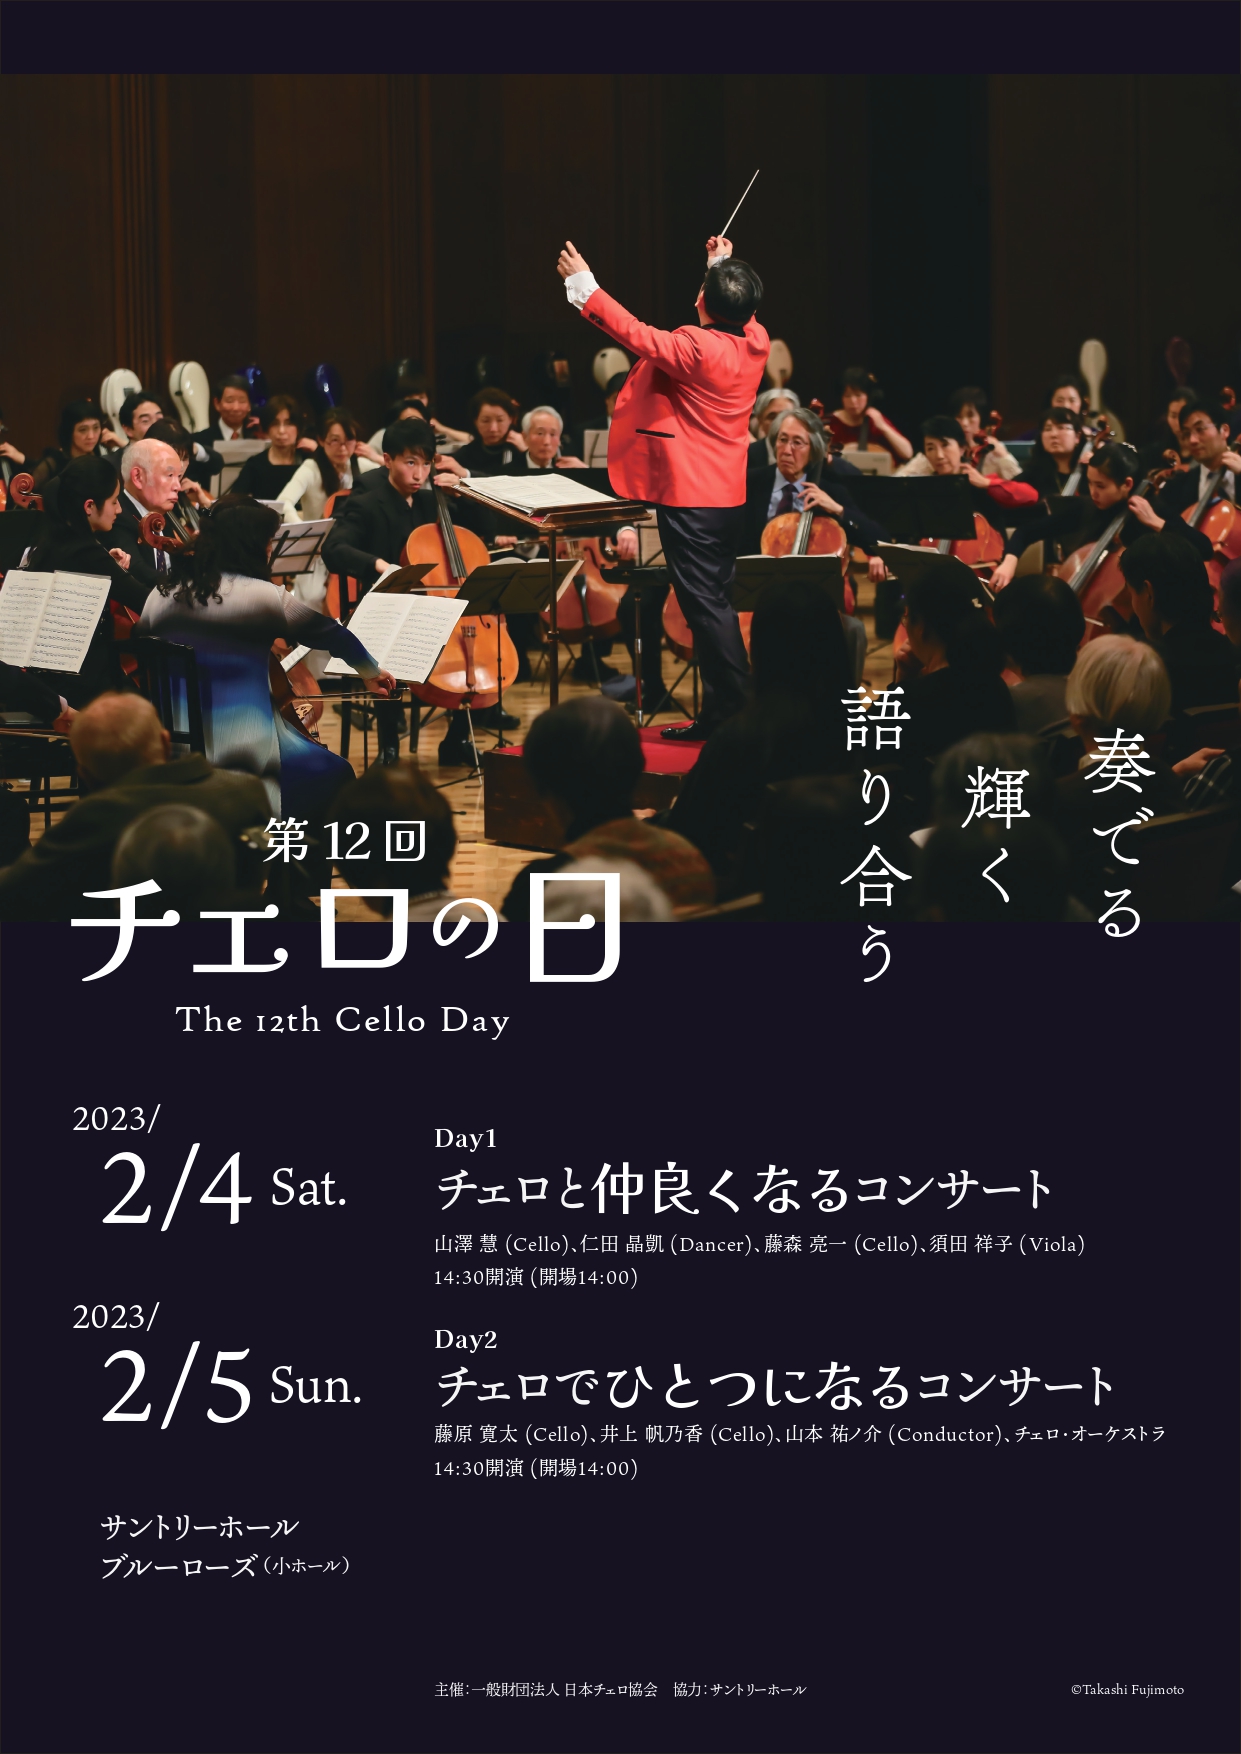 奏でる
輝く
語り合う
第12回
チェロの日
The 12th Cello Day
2023/
2/4 Sat.
Day1
チェロと仲良くなるコンサート
山澤 慧 (Cello)、仁田 晶凱 (Dancer)、藤森 亮一 (Cello)、須田 祥子 (Viola)
14:30開演 (開場14:00)
2023/
2/5 Sun.
Day2
チェロでひとつになるコンサート
藤原 寛太 (Cello)、井上 帆乃香 (Cello)、山本 祐ノ介 (Conductor)、チェロ・オーケストラ
14:30開演 (開場14:00)
サントリーホール
ブルーローズ（小ホール）
主催：一般財団法人 日本チェロ協会　協力：サントリーホール
©Takashi Fujimoto